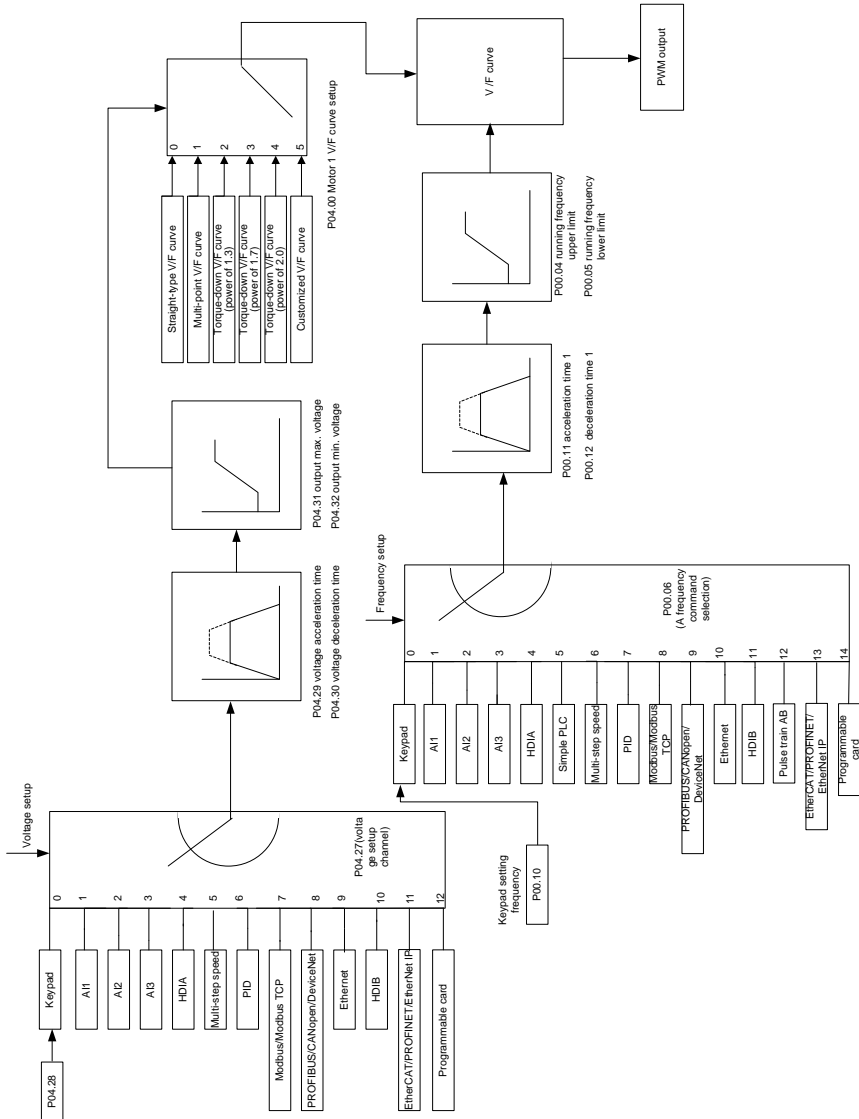 Voltage setup
P04.28
Keypad
AI1
AI2
AI3
HDIA
Multi-step speed
PID
Modbus/Modbus TCP
PROFIBUS/CANopen/DeviceNet
Ethernet
HDIB
EtherCAT/PROFINET/EtherNet IP
Programmable card
0
1
2
3
4
5
6
7
8
9
10
11
12
P04.27(volta
ge setup
channel)
P04.29 voltage acceleration time
P04.30 voltage deceleration time
P04.31 output max. voltage
P04.32 output min. voltage
Straight-type V/F curve
Multi-point V/F curve
Torque-down V/F curve
(power of 1.3)
Torque-down V/F curve
(power of 1.7)
Torque-down V/F curve
(power of 2.0)
Customized V/F curve
0
1
2
3
4
5
P04.00 Motor 1 V/F curve setup
Keypad setting
frequency
P00.10
Frequency setup
Keypad
AI1
AI2
AI3
HDIA
Simple PLC
Multi-step speed
PID
Modbus/Modbus
TCP
PROFIBUS/CANopen/
DeviceNet
Ethernet
HDIB
Pulse train AB
EtherCAT/PROFINET/
EtherNet IP
Programmable
card
0
1
2
3
4
5
6
7
8
9
10
11
12
13
14
P00.06
(A frequency
command
selection)
P00.11 acceleration time 1
P00.12 deceleration time 1
P00.04 running frequency
upper limit
P00.05 running frequency
lower limit
V /F curve
PWM output